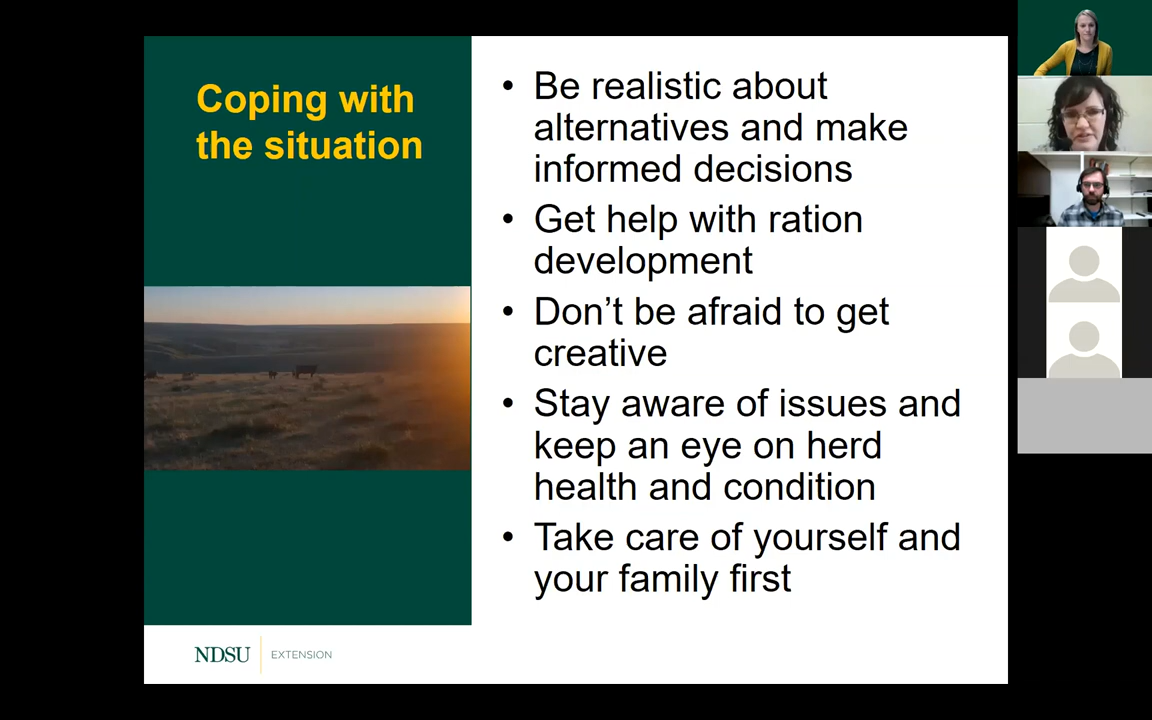 Coping with
the situation
• Be realistic about
alternatives and make
informed decisions
• Get help with ration
development
• Don’t be afraid to get
creative
• Stay aware of issues and
keep an eye on herd
health and condition
• Take care of yourself and
your family first
NDSU EXTENSION